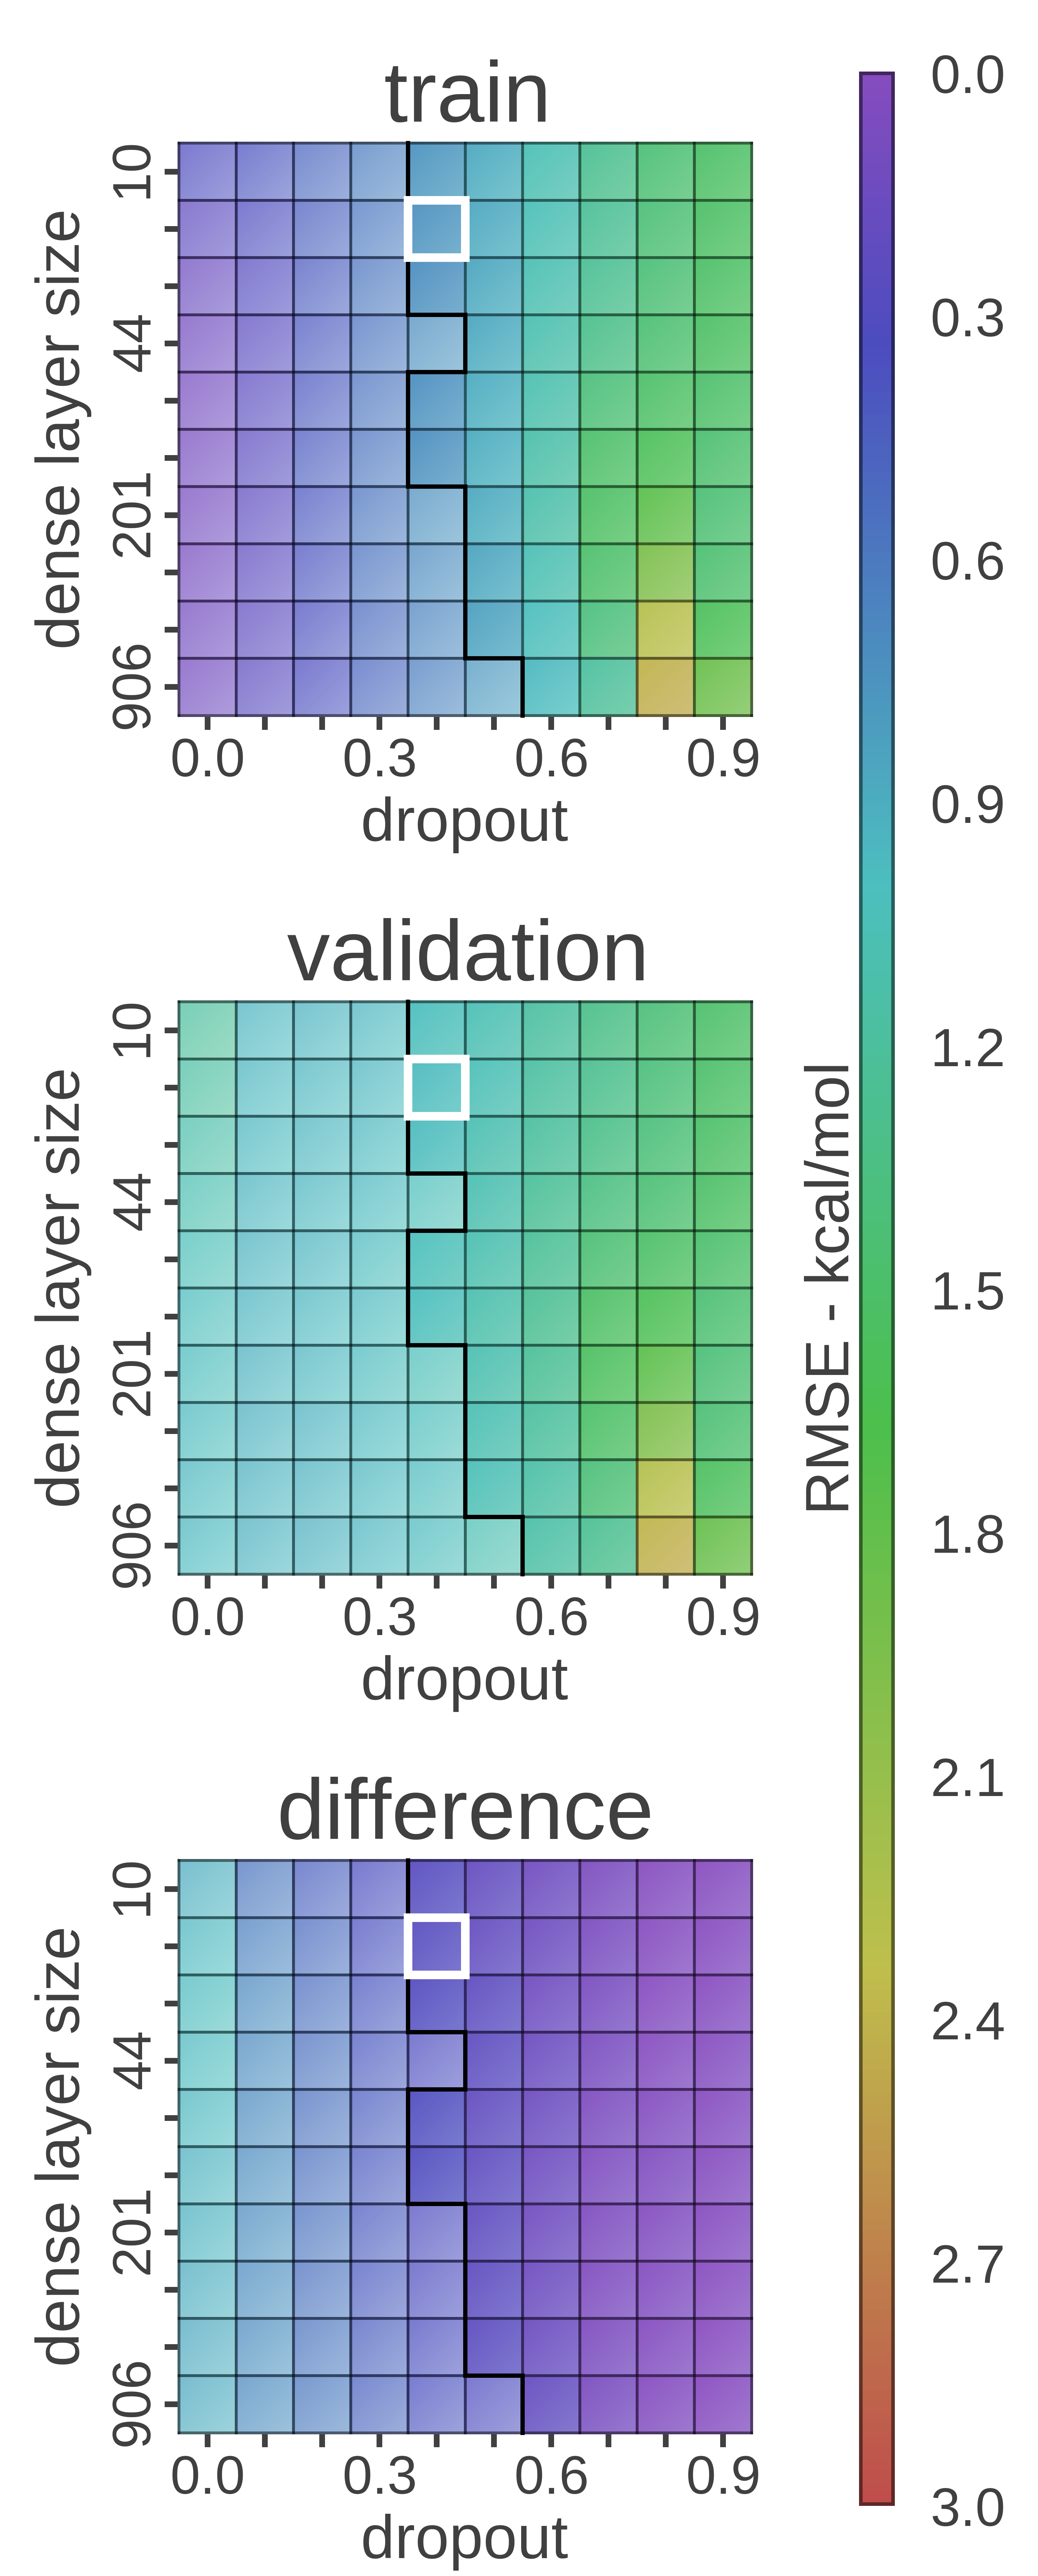 train
dense layer size
10
44
201
906
0.0 0.3 0.6 0.9
dropout
validation
dense layer size
10
44
201
906
0.0 0.3 0.6 0.9
dropout
difference
dense layer size
10
44
201
906
0.0 0.3 0.6 0.9
dropout
RMSE - kcal/mol
0.0
0.3
0.6
0.9
1.2
1.5
1.8
2.1
2.4
2.7
3.0